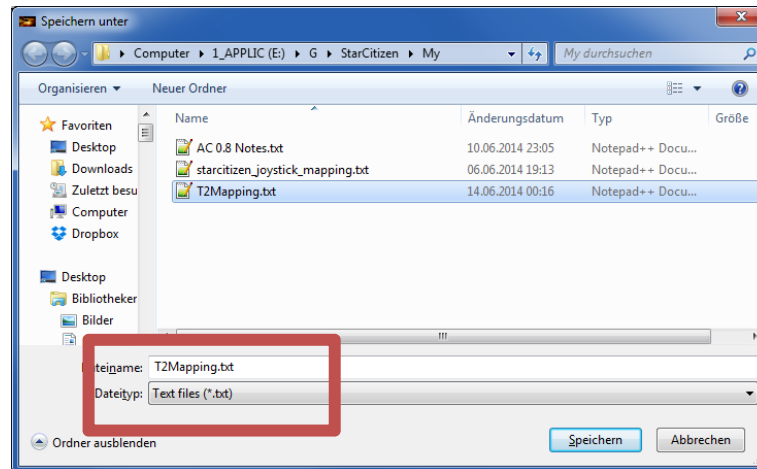 Speichern unter
Computer ▸ 1_APPLIC (E:) ▸ G ▸ StarCitizen ▸ My
My durchsuchen
Organisieren
Neuer Ordner
Favoriten
Desktop
Downloads
Zuletzt besu
Computer
Dropbox
Desktop
Bibliotheker
Bilder
Name Änderungsdatum Typ Größe
AC 0.8 Notes.txt 10.06.2014 23:05 Notepad++ Docu...
starcitizen_joystick_mapping.txt 06.06.2014 19:13 Notepad++ Docu...
T2Mapping.txt 14.06.2014 00:16 Notepad++ Docu...
teiname: T2Mapping.txt
Dateityp: Text files (*.txt)
Ordner ausblenden
Speichern
Abbrechen